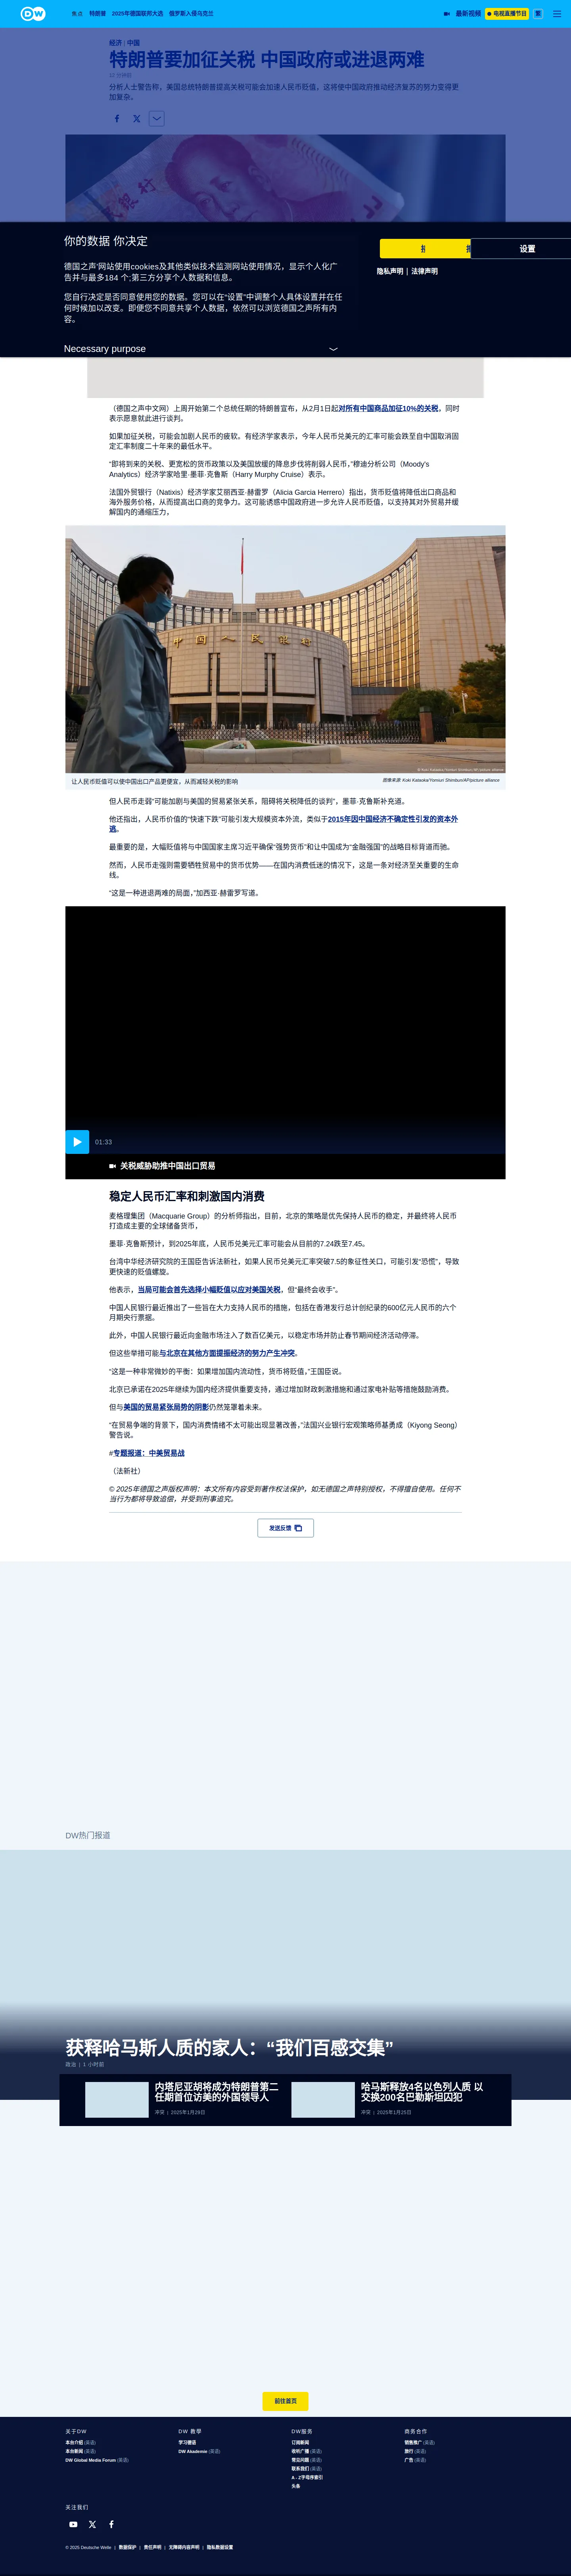 DW
焦点 特朗普 2025年德国联邦大选 俄罗斯入侵乌克兰
最新视频 电视直播节目 繁
经济 | 中国
特朗普要加征关税 中国政府或进退两难
分析人士警告称，美国总统特朗普提高关税可能会加速人民币贬值，这将使中国政府推动经济复苏的努力变得更
加复杂。
你的数据 你决定
德国之声'网站使用cookies及其他类似技术监测网站使用情况，显示个人化广
告并与最多184 个;第三方分享个人数据和信息。
您自行决定是否同意使用您的数据。您可以在“设置”中调整个人具体设置并在任
何时候加以改变。即便您不同意共享个人数据，依然可以浏览德国之声所有内
容。
Necessary purpose
设置
隐私声明 | 法律声明
（德国之声中文网）上周开始第二个总统任期的特朗普宣布，从2月1日起对所有中国商品加征10%的关税，同时
表示愿意就此进行谈判。
如果加征关税，可能会加剧人民币的疲软。有经济学家表示，今年人民币兑美元的汇率可能会跌至自中国取消固
定汇率制度二十年来的最低水平。
“即将到来的关税、更宽松的货币政策以及美国放缓的降息步伐将削弱人民币，”穆迪分析公司（Moody's
Analytics）经济学家哈里·墨菲·克鲁斯（Harry Murphy Cruise）表示。
法国外贸银行（Natixis）经济学家艾丽西亚·赫雷罗（Alicia Garcia Herrero）指出，货币贬值将降低出口商品和
海外服务价格，从而提高出口商的竞争力。这可能诱惑中国政府进一步允许人民币贬值，以支持其对外贸易并缓
解国内的通缩压力，
中国人民银行
让人民币贬值可以使中国出口产品更便宜，从而减轻关税的影响
图像来源: Koki Kataoka/Yomiuri Shimbun/AP/picture alliance
但人民币走弱“可能加剧与美国的贸易紧张关系，阻碍将关税降低的谈判”，墨菲·克鲁斯补充道。
他还指出，人民币价值的“快速下跌”可能引发大规模资本外流，类似于2015年因中国经济不确定性引发的资本外
逃。
最重要的是，大幅贬值将与中国国家主席习近平确保“强势货币”和让中国成为“金融强国”的战略目标背道而驰。
然而，人民币走强则需要牺牲贸易中的货币优势——在国内消费低迷的情况下，这是一条对经济至关重要的生命
线。
“这是一种进退两难的局面，”加西亚·赫雷罗写道。
01:33
关税威胁助推中国出口贸易
稳定人民币汇率和刺激国内消费
麦格理集团（Macquarie Group）的分析师指出，目前，北京的策略是优先保持人民币的稳定，并最终将人民币
打造成主要的全球储备货币，
墨菲·克鲁斯预计，到2025年底，人民币兑美元汇率可能会从目前的7.24跌至7.45。
台湾中华经济研究院的王国臣告诉法新社，如果人民币兑美元汇率突破7.5的象征性关口，可能引发“恐慌”，导致
更快速的贬值螺旋。
他表示，当局可能会首先选择小幅贬值以应对美国关税，但“最终会收手”。
中国人民银行最近推出了一些旨在大力支持人民币的措施，包括在香港发行总计创纪录的600亿元人民币的六个
月期央行票据。
此外，中国人民银行最近向金融市场注入了数百亿美元，以稳定市场并防止春节期间经济活动停滞。
但这些举措可能与北京在其他方面提振经济的努力产生冲突。
“这是一种非常微妙的平衡：如果增加国内流动性，货币将贬值，”王国臣说。
北京已承诺在2025年继续为国内经济提供重要支持，通过增加财政刺激措施和通过家电补贴等措施鼓励消费。
但与美国的贸易紧张局势的阴影仍然笼罩着未来。
“在贸易争端的背景下，国内消费情绪不太可能出现显著改善，”法国兴业银行宏观策略师基勇成（Kiyong Seong）
警告说。
#专题报道：中美贸易战
（法新社）
© 2025年德国之声版权声明：本文所有内容受到著作权法保护，如无德国之声特别授权，不得擅自使用。任何不
当行为都将导致追偿，并受到刑事追究。
发送反馈
DW热门报道
获释哈马斯人质的家人：“我们百感交集”
政治 | 1 小时前
内塔尼亚胡将成为特朗普第二
任期首位访美的外国领导人
冲突 | 2025年1月29日
哈马斯释放4名以色列人质 以
交换200名巴勒斯坦囚犯
冲突 | 2025年1月25日
前往首页
关于DW
本台介绍 (英语)
本台新闻 (英语)
DW Global Media Forum (英语)
DW 教學
学习德语
DW Akademie (英语)
DW服务
订阅新闻
收听广播 (英语)
常见问题 (英语)
联系我们 (英语)
A - Z字母序索引
头条
商务合作
销售推广 (英语)
旅行 (英语)
广告 (英语)
关注我们
© 2025 Deutsche Welle | 数据保护 | 责任声明 | 无障碍内容声明 | 隐私数据设置